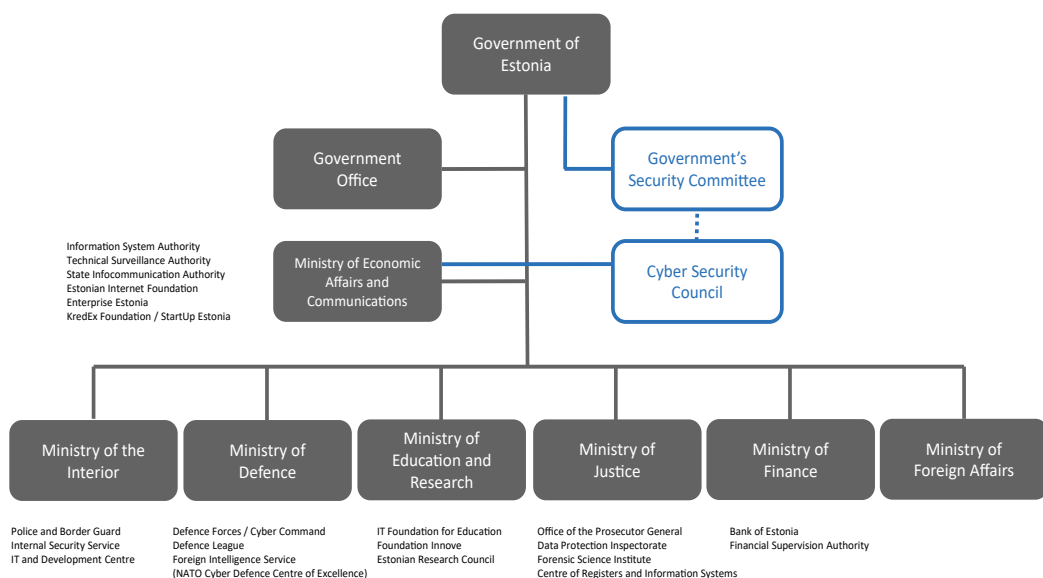 Government of
Estonia
Government
Office
Government’s
Security Committee
Information System Authority
Technical Surveillance Authority
State Infocommunication Authority
Estonian Internet Foundation
Enterprise Estonia
KredEx Foundation / StartUp Estonia
Ministry of Economic
Affairs and
Communications
Cyber Security
Council
Ministry of the
Interior
Ministry of
Defence
Ministry of
Education and
Research
Ministry of
Justice
Ministry of
Finance
Ministry of
Foreign Affairs
Police and Border Guard
Internal Security Service
IT and Development Centre
Defence Forces / Cyber Command
Defence League
Foreign Intelligence Service
(NATO Cyber Defence Centre of Excellence)
IT Foundation for Education
Foundation Innove
Estonian Research Council
Office of the Prosecutor General
Data Protection Inspectorate
Forensic Science Institute
Centre of Registers and Information Systems
Bank of Estonia
Financial Supervision Authority